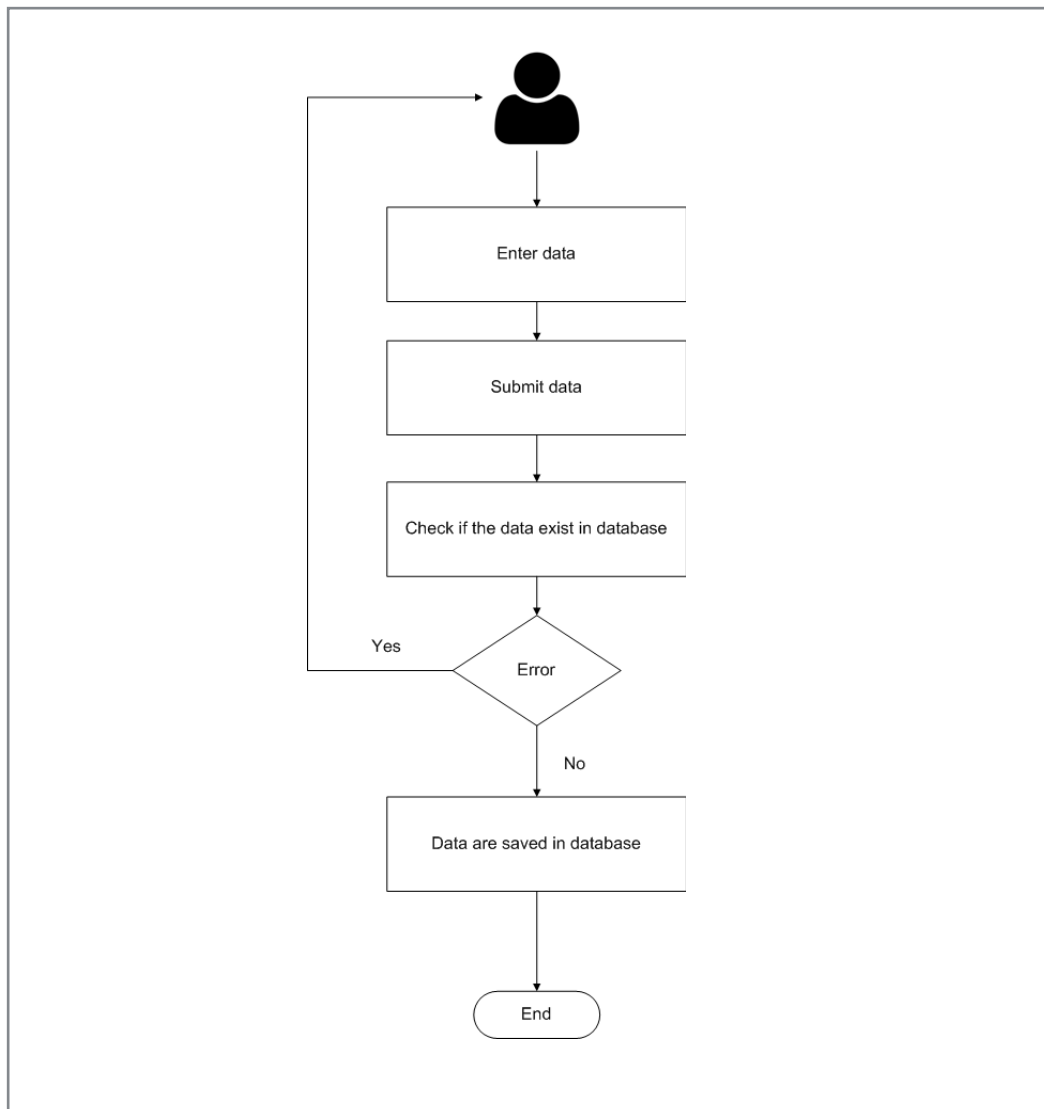 Enter data
Submit data
Check if the data exist in database
Yes
Error
No
Data are saved in database
End